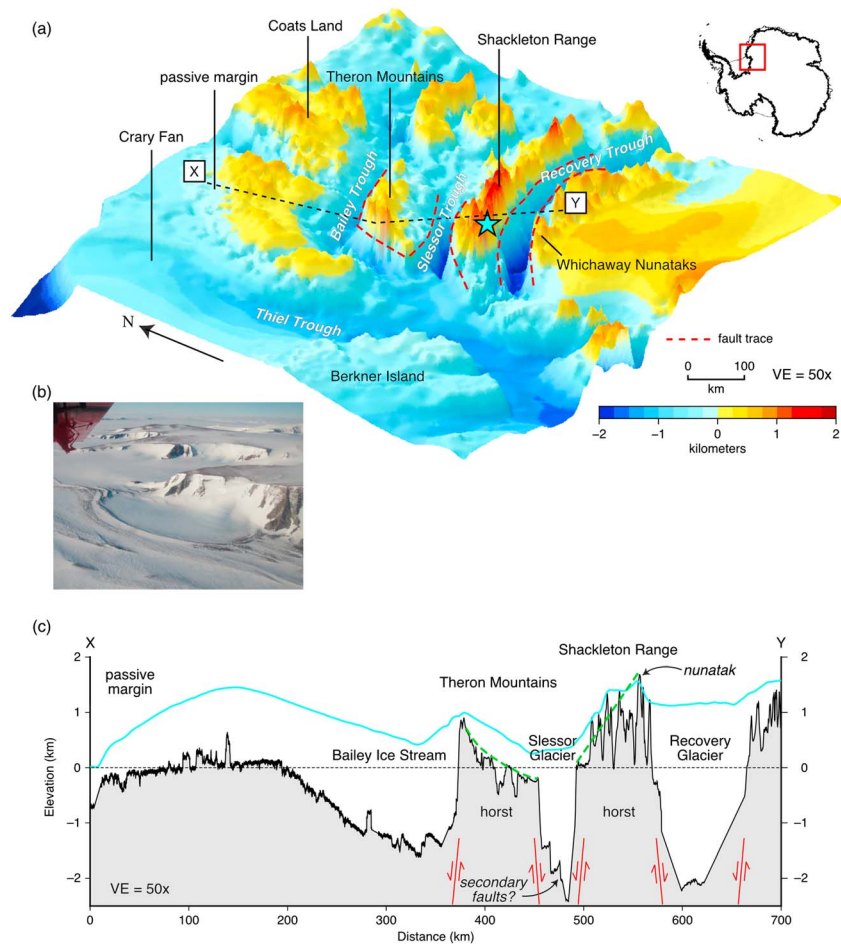 (a)
Coats Land
Shackleton Range
passive margin
Theron Mountains
Crary Fan
X
Bailey Trough
Slessor Trough
Recovery Trough
Y
Whichaway Nunataks
Thiel Trough
N
fault trace
Berkner Island
0 100
km
VE = 50x
-2 -1 0 1 2
kilometers
(b)
(c)
X
Y
Shackleton Range
2
passive
margin
nunatak
2
Theron Mountains
1
1
Bailey Ice Stream
Slessor
Glacier
Recovery
Glacier
0
0
Elevation (km)
horst
horst
-1
-1
secondary
faults?
-2
VE = 50x
-2
0 100 200 300 400 500 600 700
Distance (km)